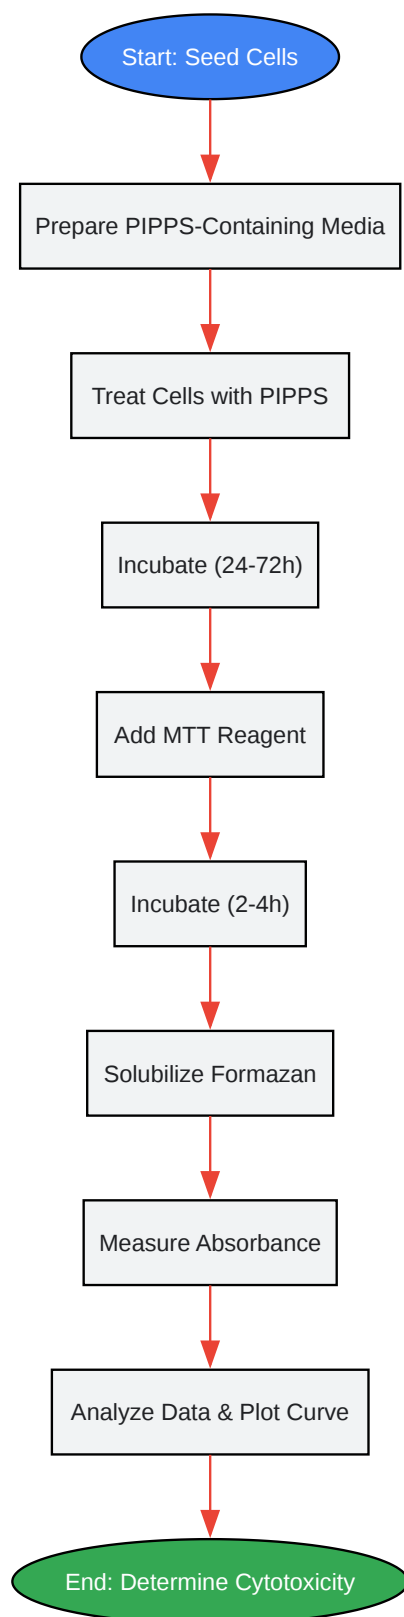 Start: Seed Cells
Prepare PIPPS-Containing Media
Treat Cells with PIPPS
Incubate (24-72h)
Add MTT Reagent
Incubate (2-4h)
Solubilize Formazan
Measure Absorbance
Analyze Data & Plot Curve
End: Determine Cytotoxicity